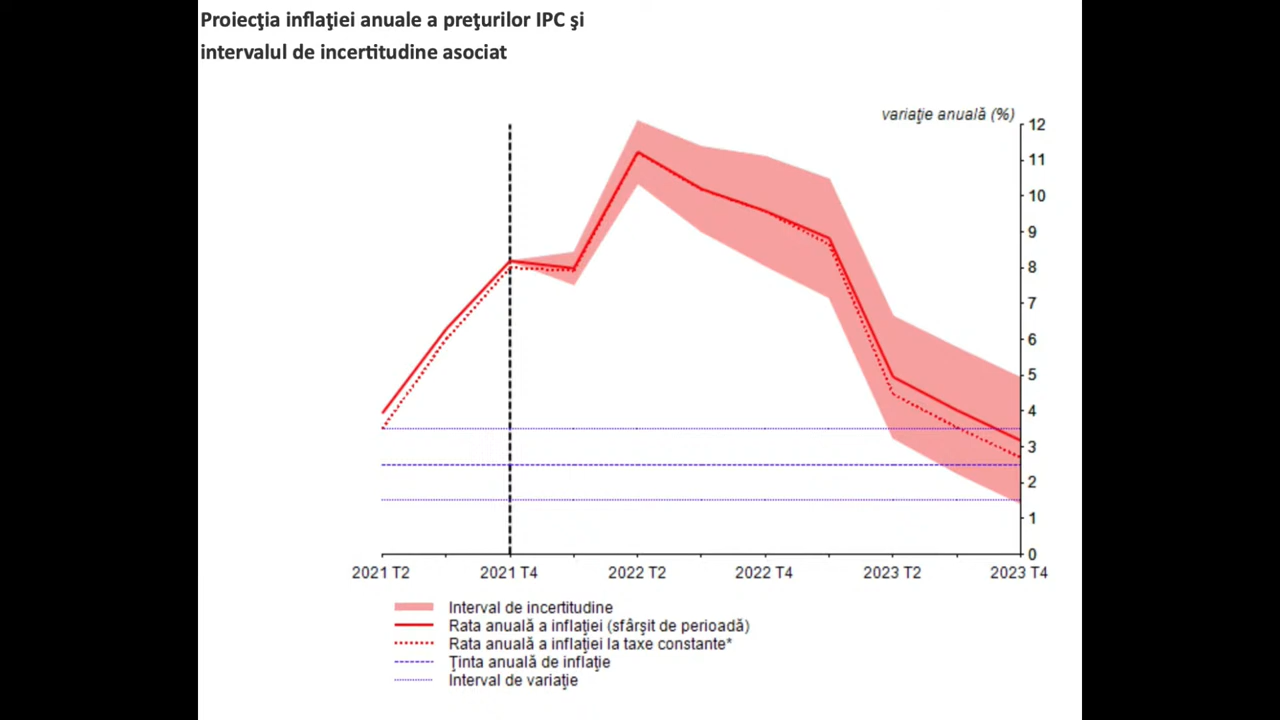 Proiecţia inflaţiei anuale a preţurilor IPC şi
intervalul de incertitudine asociat
variaţie anuală (%)
12
11
10
9
8
7
6
5
4
3
2
1
0
2021 T2 2021 T4 2022 T2 2022 T4 2023 T2 2023 T4
Interval de incertitudine
Rata anuală a inflaţiei (sfârşit de perioadă)
Rata anuală a inflaţiei la taxe constante*
Ţinta anuală de inflaţie
Interval de variaţie